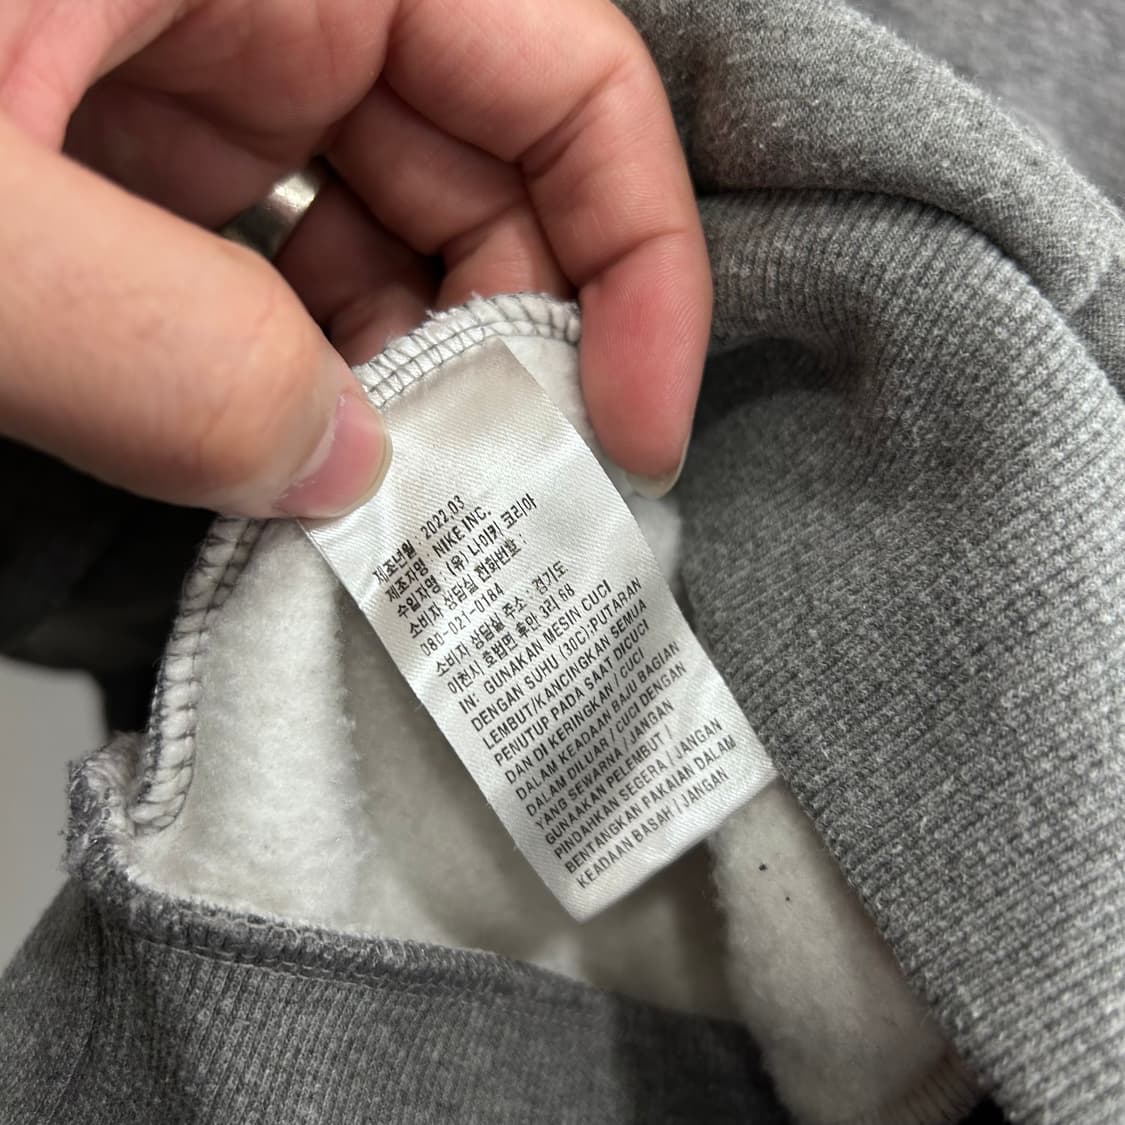 제조년월 : 2022.03
제조자명 : NIKE INC.
수입자명 : (유) 나이키 코리아
소비자 상담실 전화번호 :
080-021-0184
소비자 상담실 주소 : 경기도
이천시 호법면 후안 3리 68
IN: GUNAKAN MESIN CUCI
DENGAN SUHU (30C);PUTARAN
LEMBUT/KANCINGKAN SEMUA
PENUTUP PADA SAAT DICUCI
DAN DI KERINGKAN / CUCI
DALAM KEADAAN BAJU BAGIAN
DALAM DILUAR / CUCI DENGAN
YANG SEWARNA / JANGAN
GUNAAKAN PELEMBUT /
PINDAHKAN SEGERA / JANGAN
BENTANGKAN PAKAIAN DALAM
KEADAAN BASAH / JANGAN